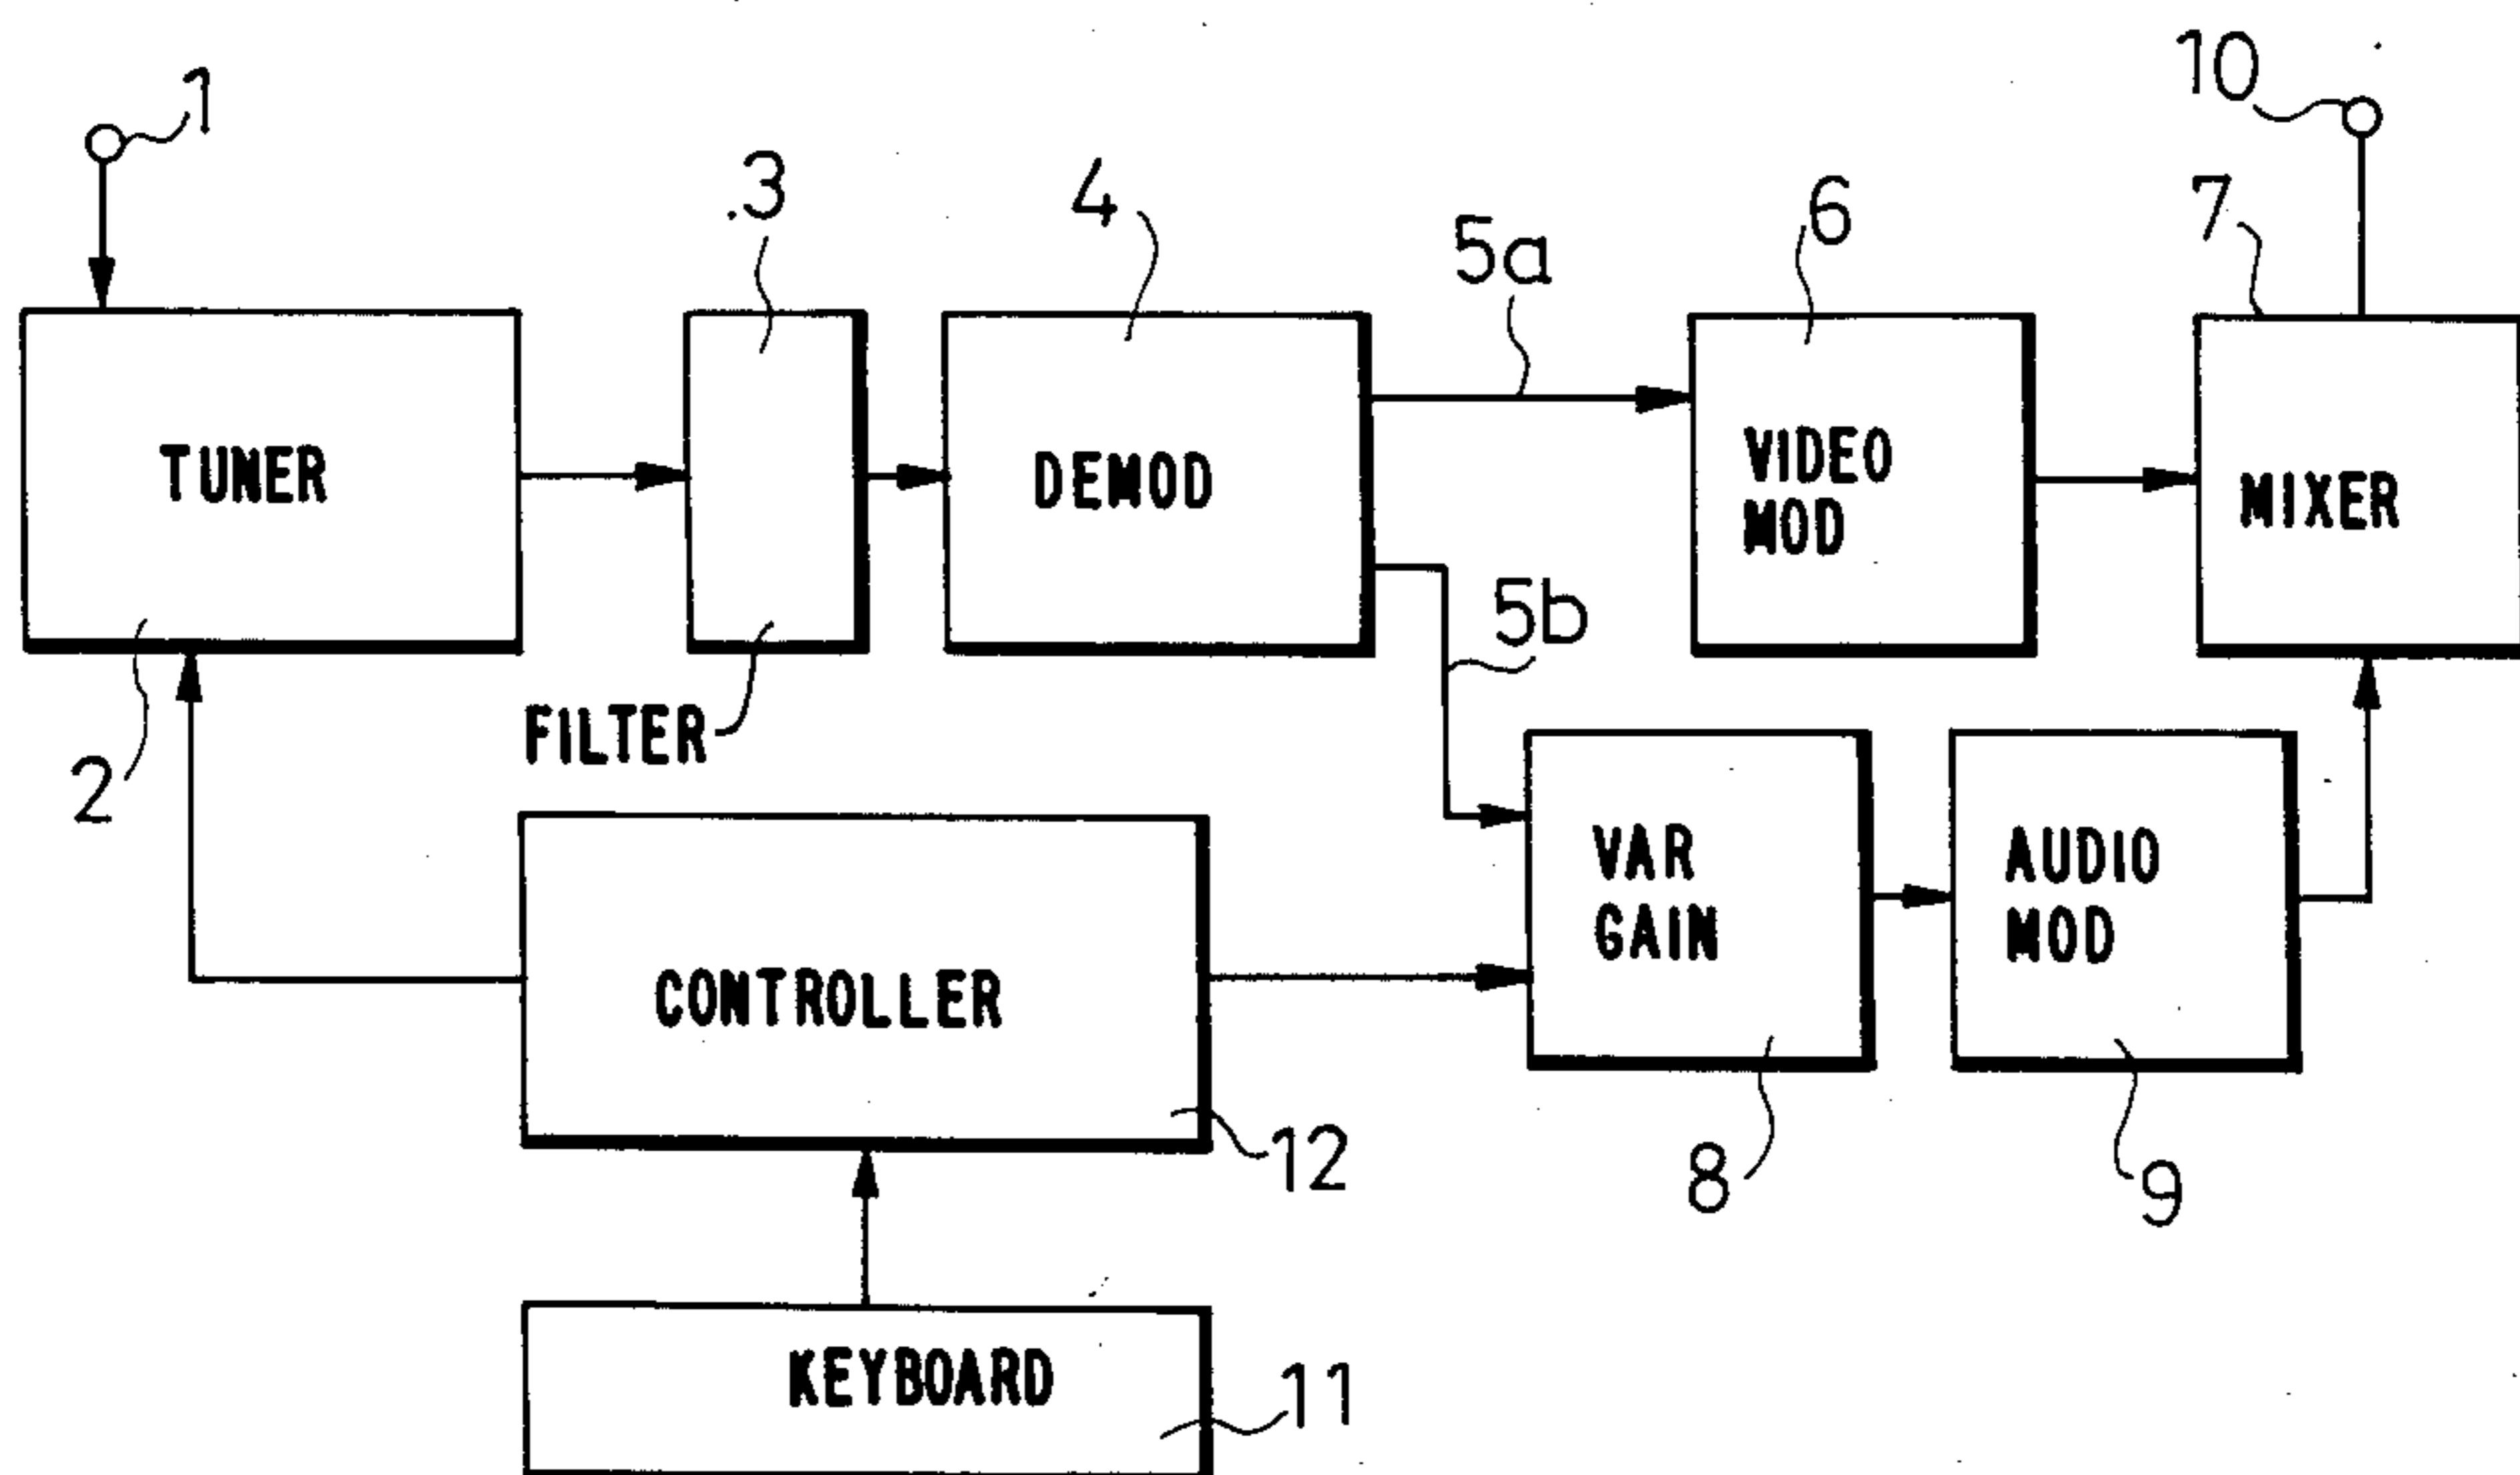 1
10
3
4
6
7
5a
TUNER
DEMOD
VIDEO
MOD
MIXER
5b
FILTER
2
VAR
GAIN
AUDIO
MOD
CONTROLLER
12
8
9
KEYBOARD
11